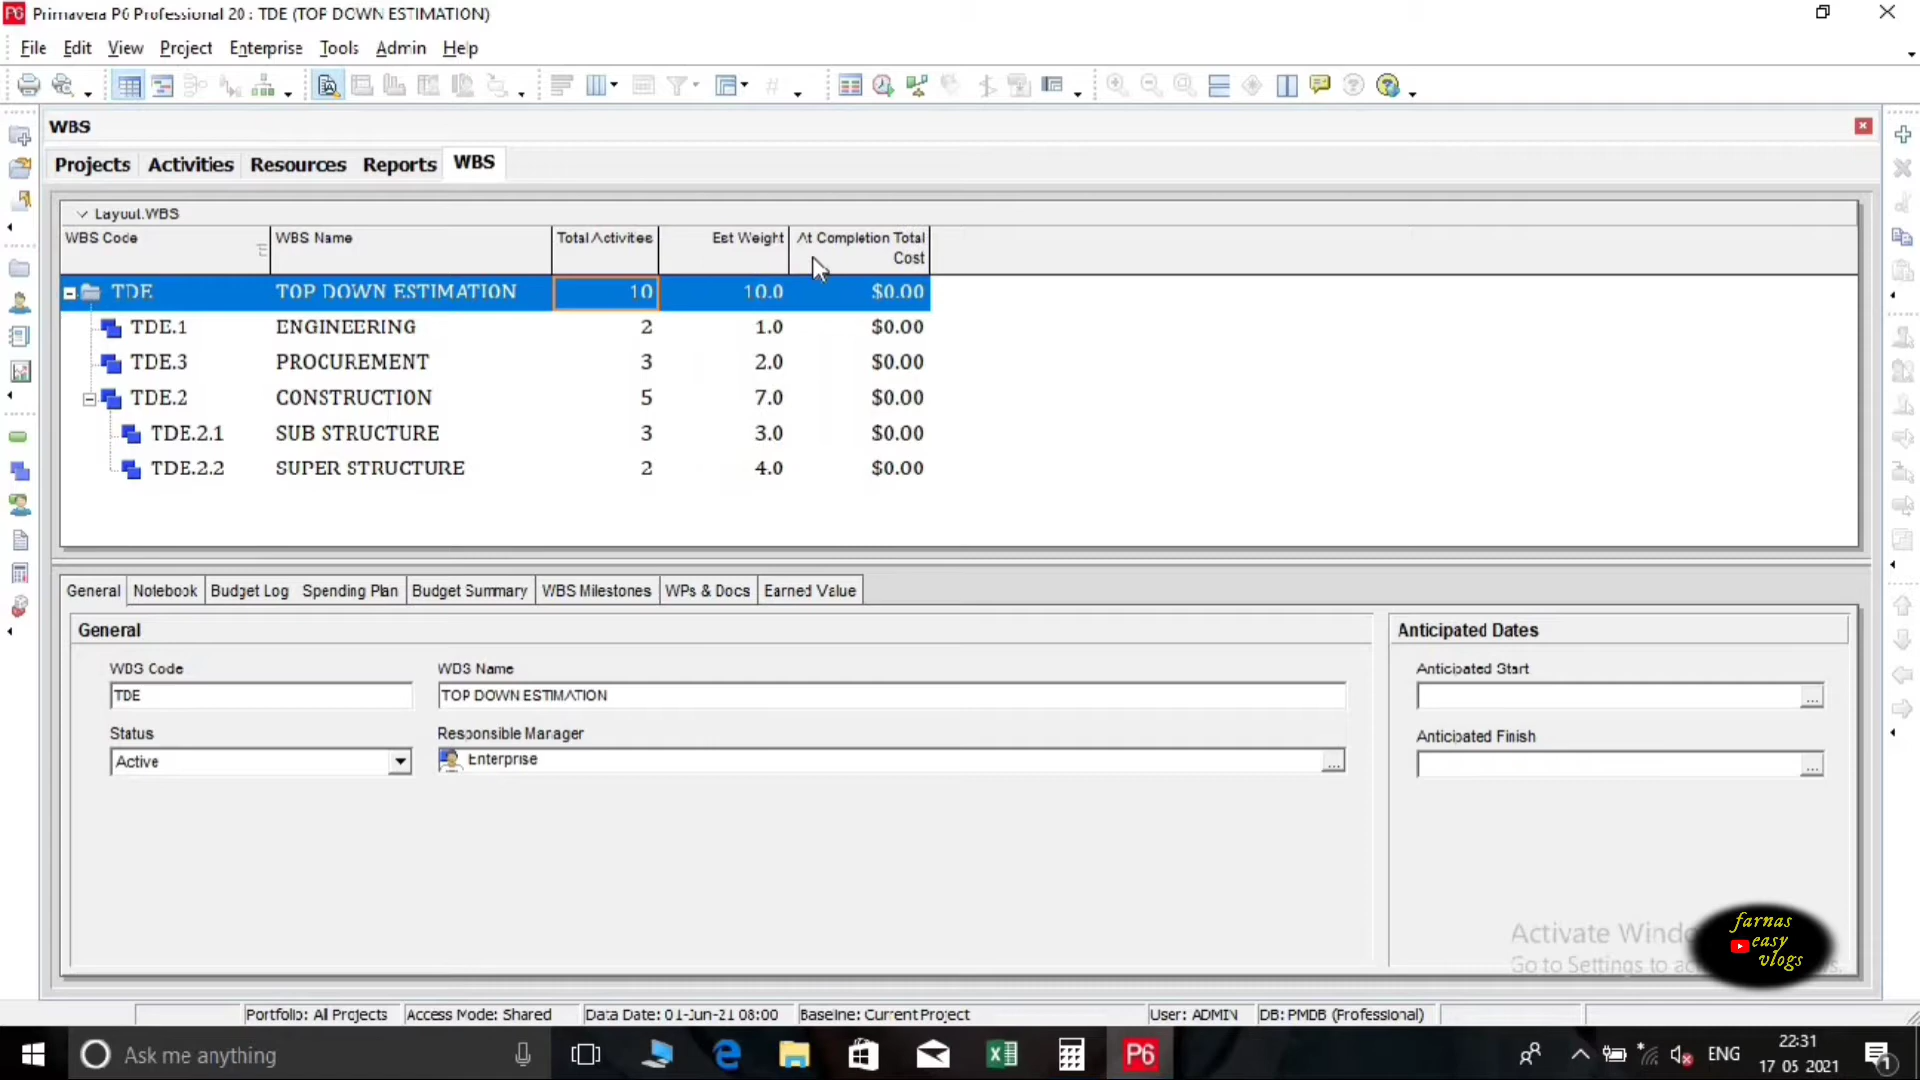 P6 Primavera P6 Professional 20 : TDE (TOP DOWN ESTIMATION)
File Edit View Project Enterprise Tools Admin Help
WBS
Projects Activities Resources Reports WBS
Layout:WBS
WBS Code WBS Name Total Activities Est Weight At Completion Total Cost
TDE TOP DOWN ESTIMATION 10 10.0 $0.00
TDE.1 ENGINEERING 2 1.0 $0.00
TDE.3 PROCUREMENT 3 2.0 $0.00
TDE.2 CONSTRUCTION 5 7.0 $0.00
TDE.2.1 SUB STRUCTURE 3 3.0 $0.00
TDE.2.2 SUPER STRUCTURE 2 4.0 $0.00
General Notebook Budget Log Spending Plan Budget Summary WBS Milestones WPs & Docs Earned Value
General Anticipated Dates
WBS Code WBS Name Anticipated Start
TDE TOP DOWN ESTIMATION
Status Responsible Manager Anticipated Finish
Active Enterprise
farnas
easy
vlogs
Activate
Go to Settings to
Portfolio: All Projects Access Mode: Shared Data Date: 01-Jun-21 08:00 Baseline: Current Project User: ADMIN DB: PMDB (Professional)
Ask me anything P6 ENG 22:31
17 05 2021 1